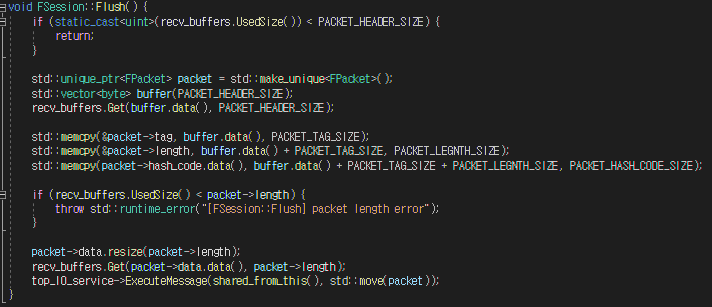 void FSession::Flush() {
if (static_cast<uint>(recv_buffers.UsedSize()) < PACKET_HEADER_SIZE) {
return;
}
std::unique_ptr<FPacket> packet = std::make_unique<FPacket>();
std::vector<byte> buffer(PACKET_HEADER_SIZE);
recv_buffers.Get(buffer.data(), PACKET_HEADER_SIZE);
std::memcpy(&packet->tag, buffer.data(), PACKET_TAG_SIZE);
std::memcpy(&packet->length, buffer.data() + PACKET_TAG_SIZE, PACKET_LEGNTH_SIZE);
std::memcpy(packet->hash_code.data(), buffer.data() + PACKET_TAG_SIZE + PACKET_LEGNTH_SIZE, PACKET_HASH_CODE_SIZE);
if (recv_buffers.UsedSize() < packet->length) {
throw std::runtime_error("[FSession::Flush] packet length error");
}
packet->data.resize(packet->length);
recv_buffers.Get(packet->data.data(), packet->length);
top_IO_service->ExecuteMessage(shared_from_this(), std::move(packet));
}